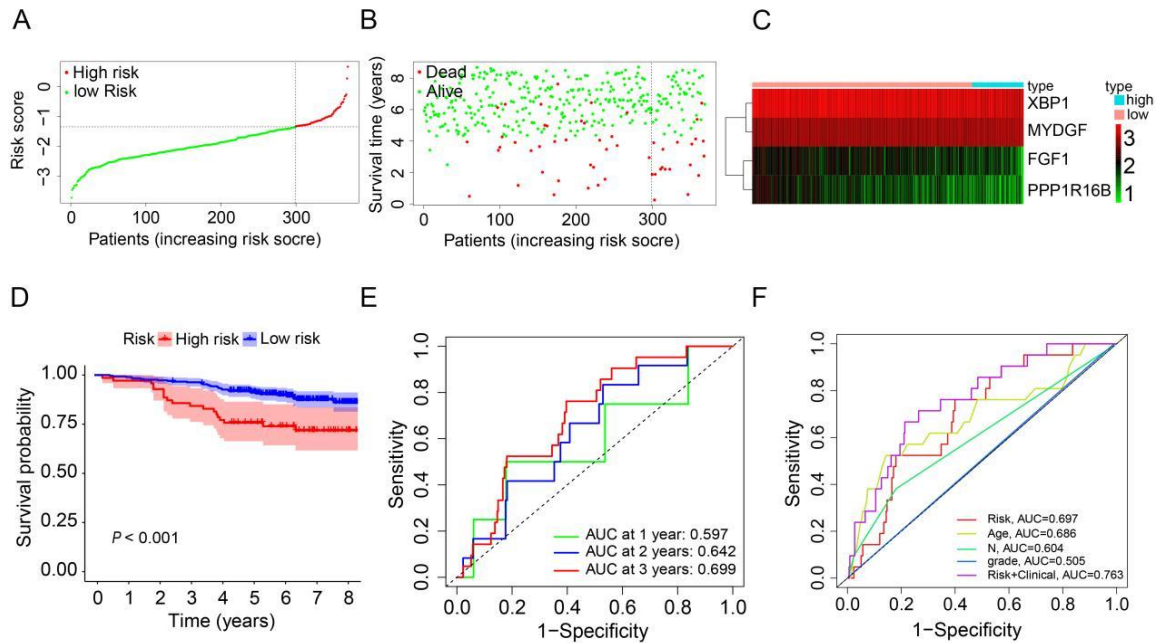 A
High risk
low Risk
Risk score
0
−1
−2
−3
0
100
200
300
Patients (increasing risk socre)
B
Dead
Alive
Survival time (years)
8
6
4
2
0
0
100
200
300
Patients (increasing risk socre)
C
type
XBP1
MYDGF
FGF1
PPP1R16B
type
high
low
3
2
1
D
Risk High risk Low risk
Survival probability
1.00
0.75
0.50
0.25
0.00
P < 0.001
0 1 2 3 4 5 6 7 8
Time (years)
E
Sensitivity
1.0
0.8
0.6
0.4
0.2
0.0
AUC at 1 year: 0.597
AUC at 2 years: 0.642
AUC at 3 years: 0.699
0.0 0.2 0.4 0.6 0.8 1.0
1−Specificity
F
Sensitivity
1.0
0.8
0.6
0.4
0.2
0.0
Risk, AUC=0.697
Age, AUC=0.686
N, AUC=0.604
grade, AUC=0.505
Risk+Clinical, AUC=0.763
0.0 0.2 0.4 0.6 0.8 1.0
1−Specificity